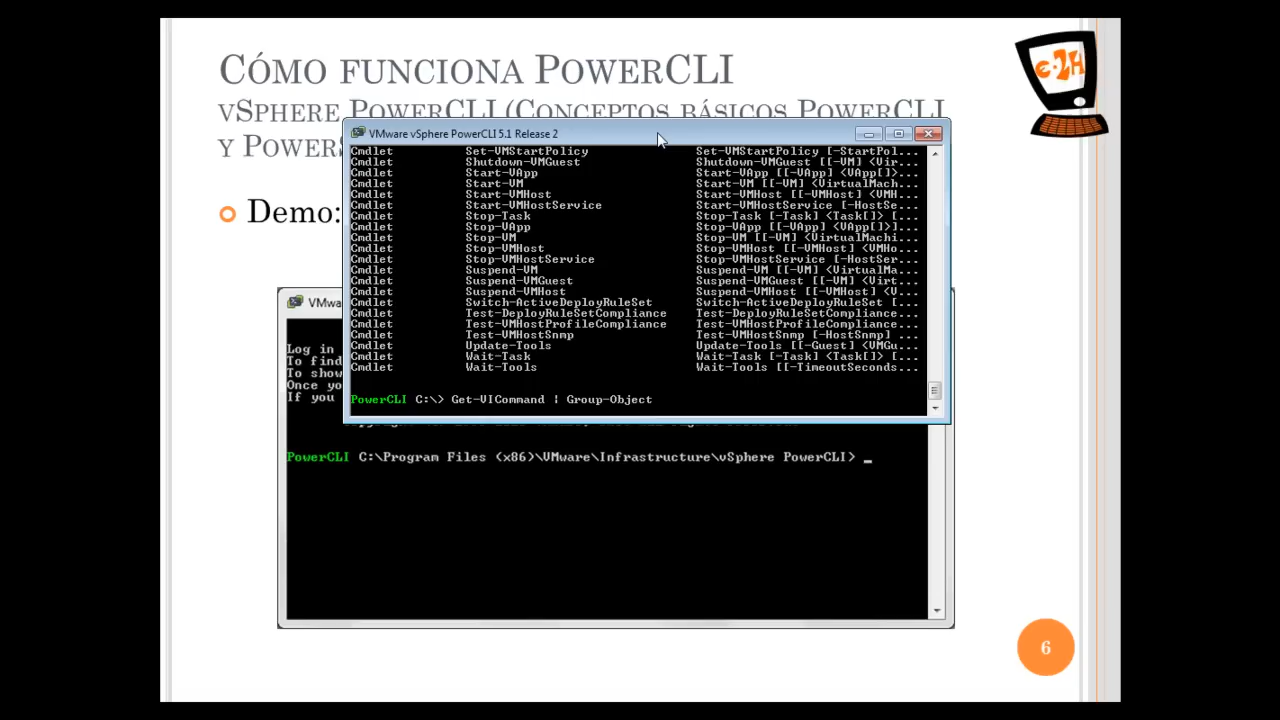 CÓMO FUNCIONA POWERCLI
VSPHERE POWERCLI (CONCEPTOS BÁSICOS POWERCLI
Y POWERS
e-2H
Demo:
VMware vSphere PowerCLI 5.1 Release 2
Cmdlet Set-VMStartPolicy Set-VMStartPolicy [-StartPol...
Cmdlet Shutdown-VMGuest Shutdown-VMGuest [[-VM] <Vir...
Cmdlet Start-VApp Start-VApp [[-VApp] <VApp[]>...
Cmdlet Start-VM Start-VM [[-VM] <VirtualMach...
Cmdlet Start-VMHost Start-VMHost [[-VMHost] <VMH...
Cmdlet Start-VMHostService Start-VMHostService [-HostSe...
Cmdlet Stop-Task Stop-Task [-Task] <Task[]> [...
Cmdlet Stop-VApp Stop-VApp [[-VApp] <VApp[]>]...
Cmdlet Stop-VM Stop-VM [[-VM] <VirtualMachi...
Cmdlet Stop-VMHost Stop-VMHost [[-VMHost] <VMHo...
Cmdlet Stop-VMHostService Stop-VMHostService [-HostSer...
Cmdlet Suspend-VM Suspend-VM [[-VM] <VirtualMa...
Cmdlet Suspend-VMGuest Suspend-VMGuest [[-VM] <Virt...
Cmdlet Suspend-VMHost Suspend-VMHost [[-VMHost] <V...
Cmdlet Switch-ActiveDeployRuleSet Switch-ActiveDeployRuleSet [...
Cmdlet Test-DeployRuleSetCompliance Test-DeployRuleSetCompliance...
Cmdlet Test-VMHostProfileCompliance Test-VMHostProfileCompliance...
Cmdlet Test-VMHostSnmp Test-VMHostSnmp [-HostSnmp] ...
Cmdlet Update-Tools Update-Tools [[-Guest] <VMGu...
Cmdlet Wait-Task Wait-Task [-Task] <Task[]> [...
Cmdlet Wait-Tools Wait-Tools [[-TimeoutSeconds...
PowerCLI C:\> Get-VICommand | Group-Object
VMwa
Log in
To find
To show
Once yo
If you
PowerCLI C:\Program Files (x86)\VMware\Infrastructure\vSphere PowerCLI> _
6